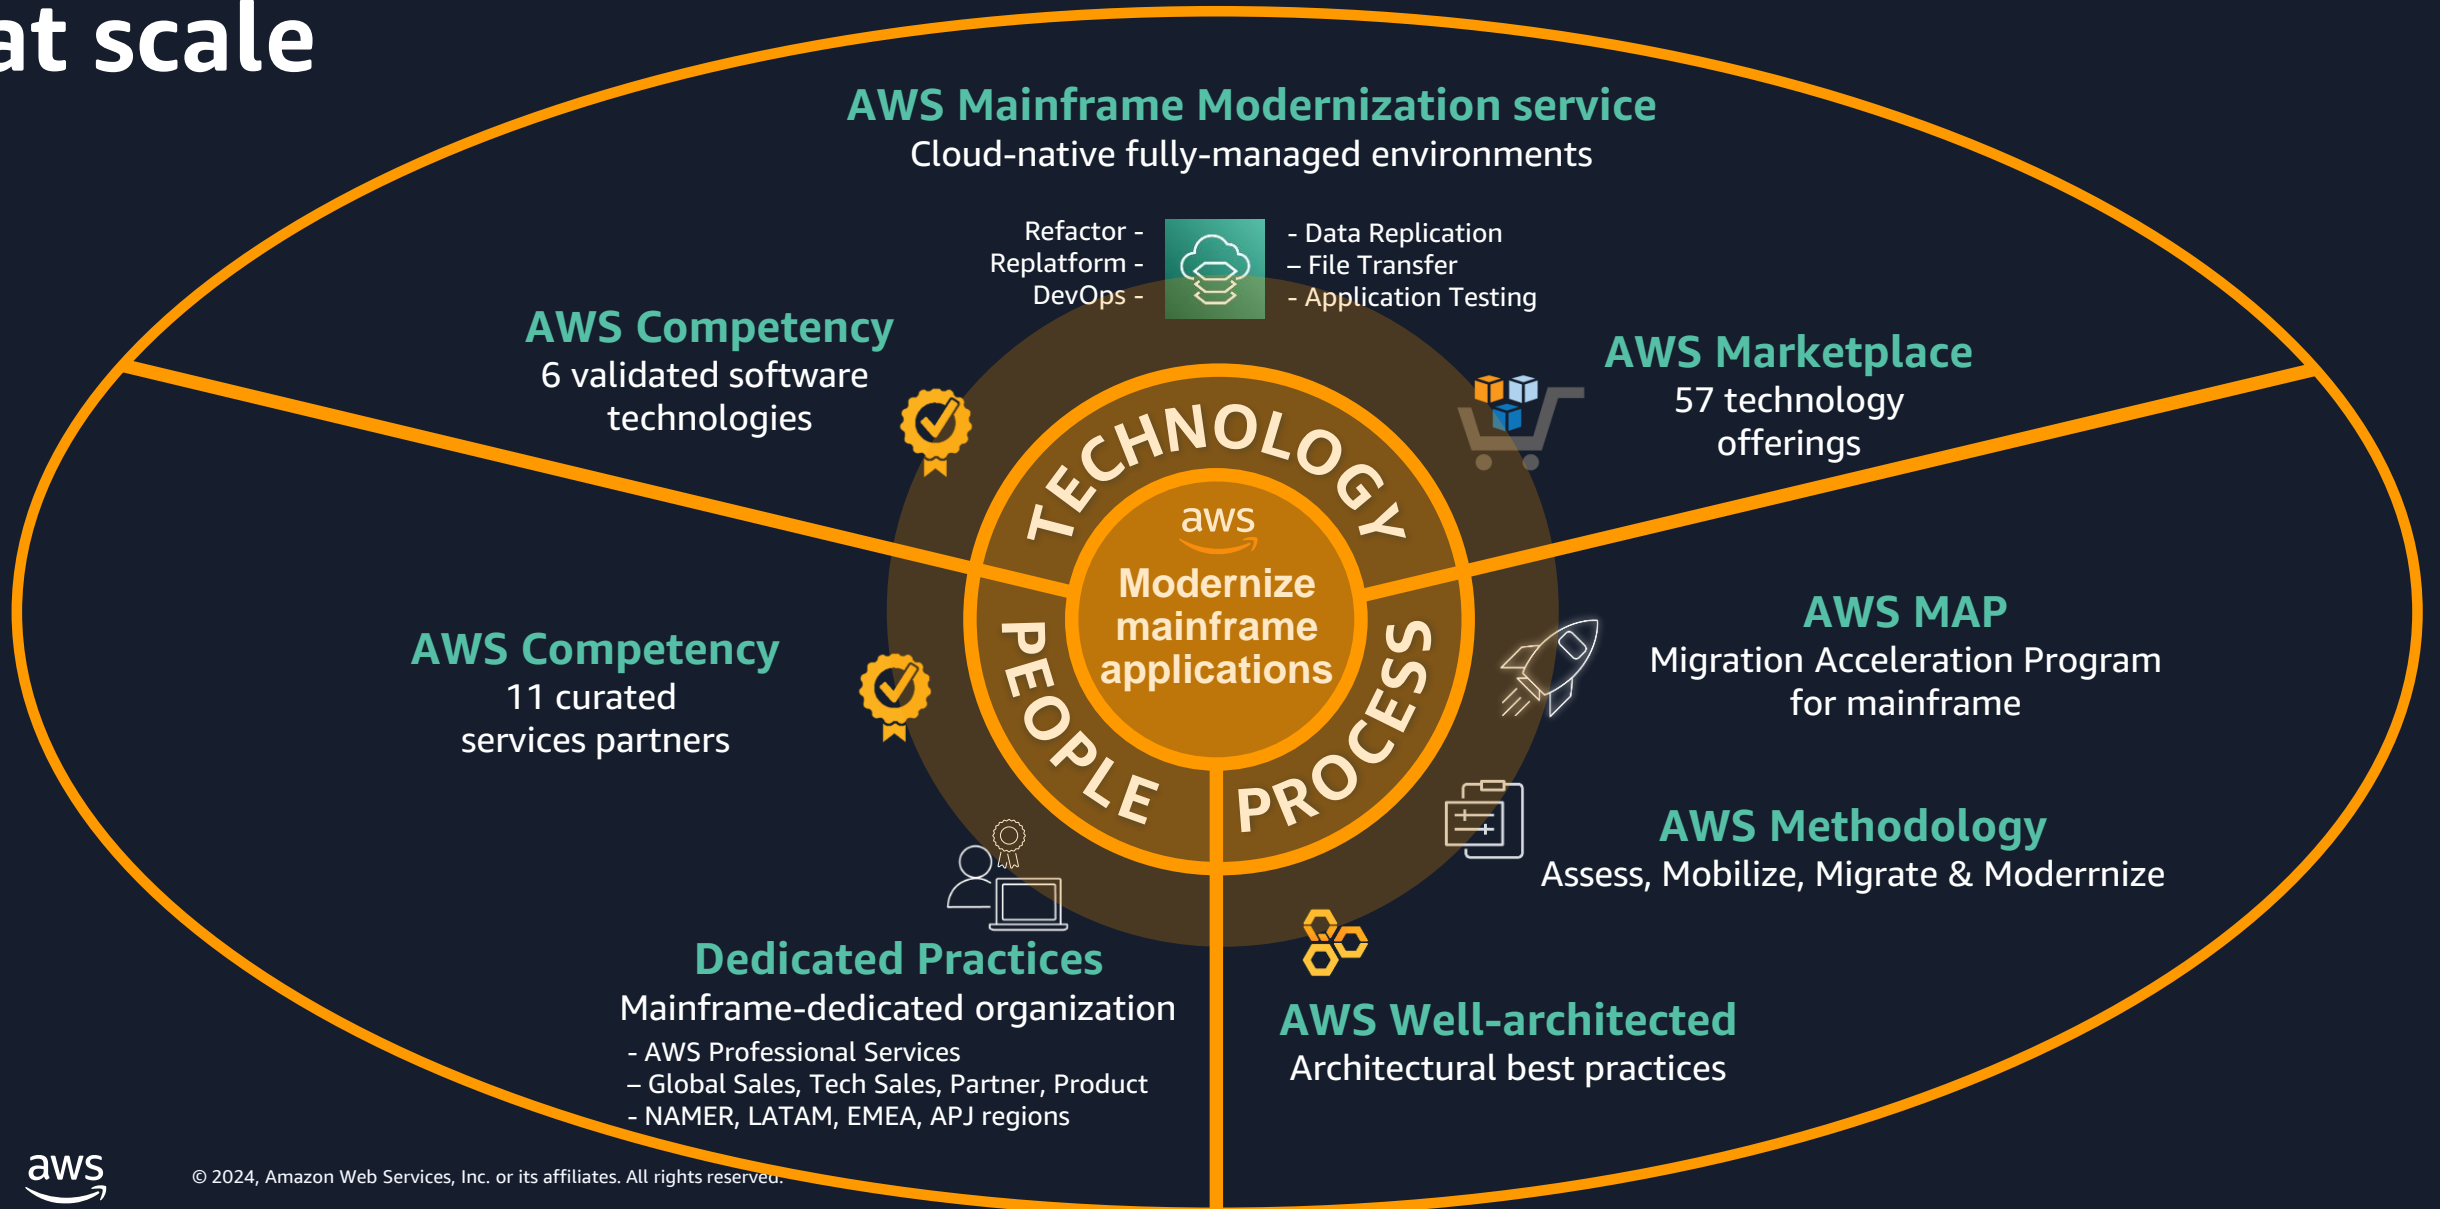 at scale
AWS Mainframe Modernization service
Cloud-native fully-managed environments
Refactor -
Replatform -
DevOps -
- Data Replication
– File Transfer
- Application Testing
AWS Competency
6 validated software
technologies
AWS Marketplace
57 technology
offerings
TECHNOLOGY
aws
Modernize
mainframe
applications
PEOPLE
PROCESS
AWS Competency
11 curated
services partners
AWS MAP
Migration Acceleration Program
for mainframe
AWS Methodology
Assess, Mobilize, Migrate & Moderrnize
Dedicated Practices
Mainframe-dedicated organization
- AWS Professional Services
– Global Sales, Tech Sales, Partner, Product
- NAMER, LATAM, EMEA, APJ regions
AWS Well-architected
Architectural best practices
aws
© 2024, Amazon Web Services, Inc. or its affiliates. All rights reserved.